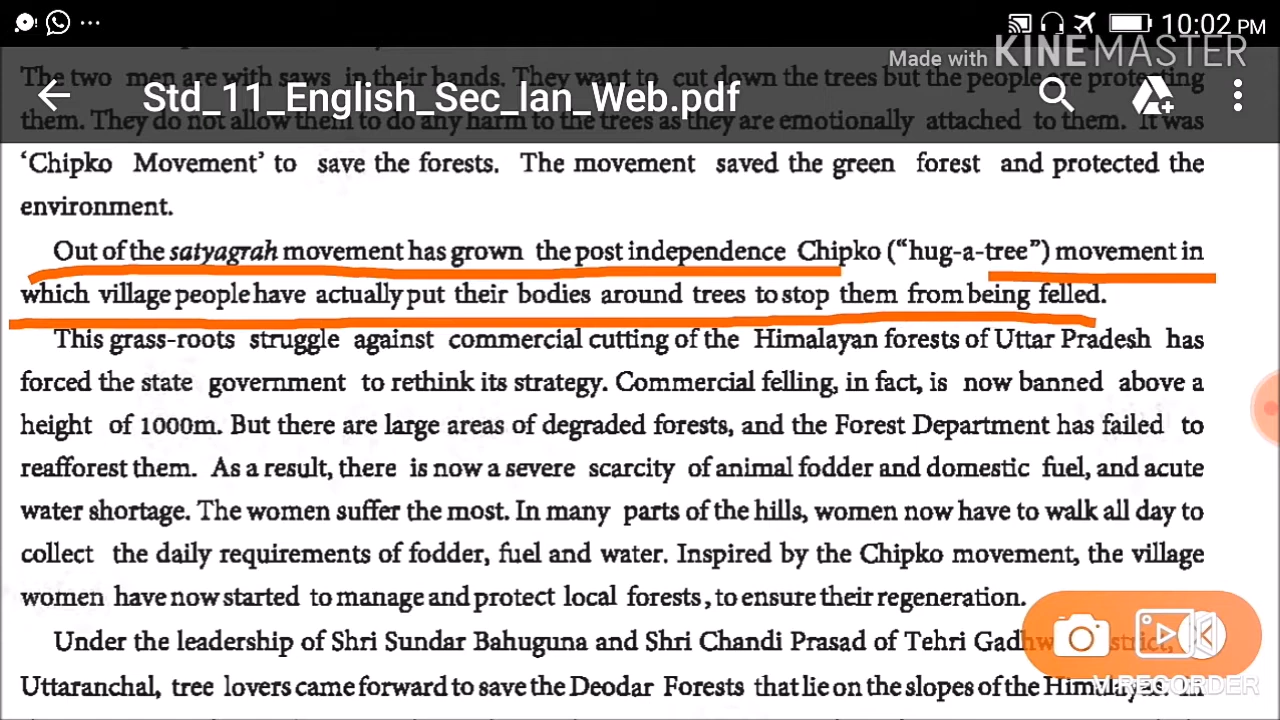 10:02 PM
Made with KINEMASTER
The two men are with saws in their hands. They want to cut down the trees but the people are protecting
Std_11_English_Sec_lan_Web.pdf
them. They do not allow them to do any harm to the trees as they are emotionally attached to them. It was
‘Chipko Movement’ to save the forests. The movement saved the green forest and protected the
environment.
Out of the satyagrah movement has grown the post independence Chipko (“hug-a-tree”) movement in
which village people have actually put their bodies around trees to stop them from being felled.
This grass-roots struggle against commercial cutting of the Himalayan forests of Uttar Pradesh has
forced the state government to rethink its strategy. Commercial felling, in fact, is now banned above a
height of 1000m. But there are large areas of degraded forests, and the Forest Department has failed to
reafforest them. As a result, there is now a severe scarcity of animal fodder and domestic fuel, and acute
water shortage. The women suffer the most. In many parts of the hills, women now have to walk all day to
collect the daily requirements of fodder, fuel and water. Inspired by the Chipko movement, the village
women have now started to manage and protect local forests, to ensure their regeneration.
Under the leadership of Shri Sundar Bahuguna and Shri Chandi Prasad of Tehri Gadhwal District,
Uttaranchal, tree lovers came forward to save the Deodar Forests that lie on the slopes of the Himalayas. In
V RECORDER